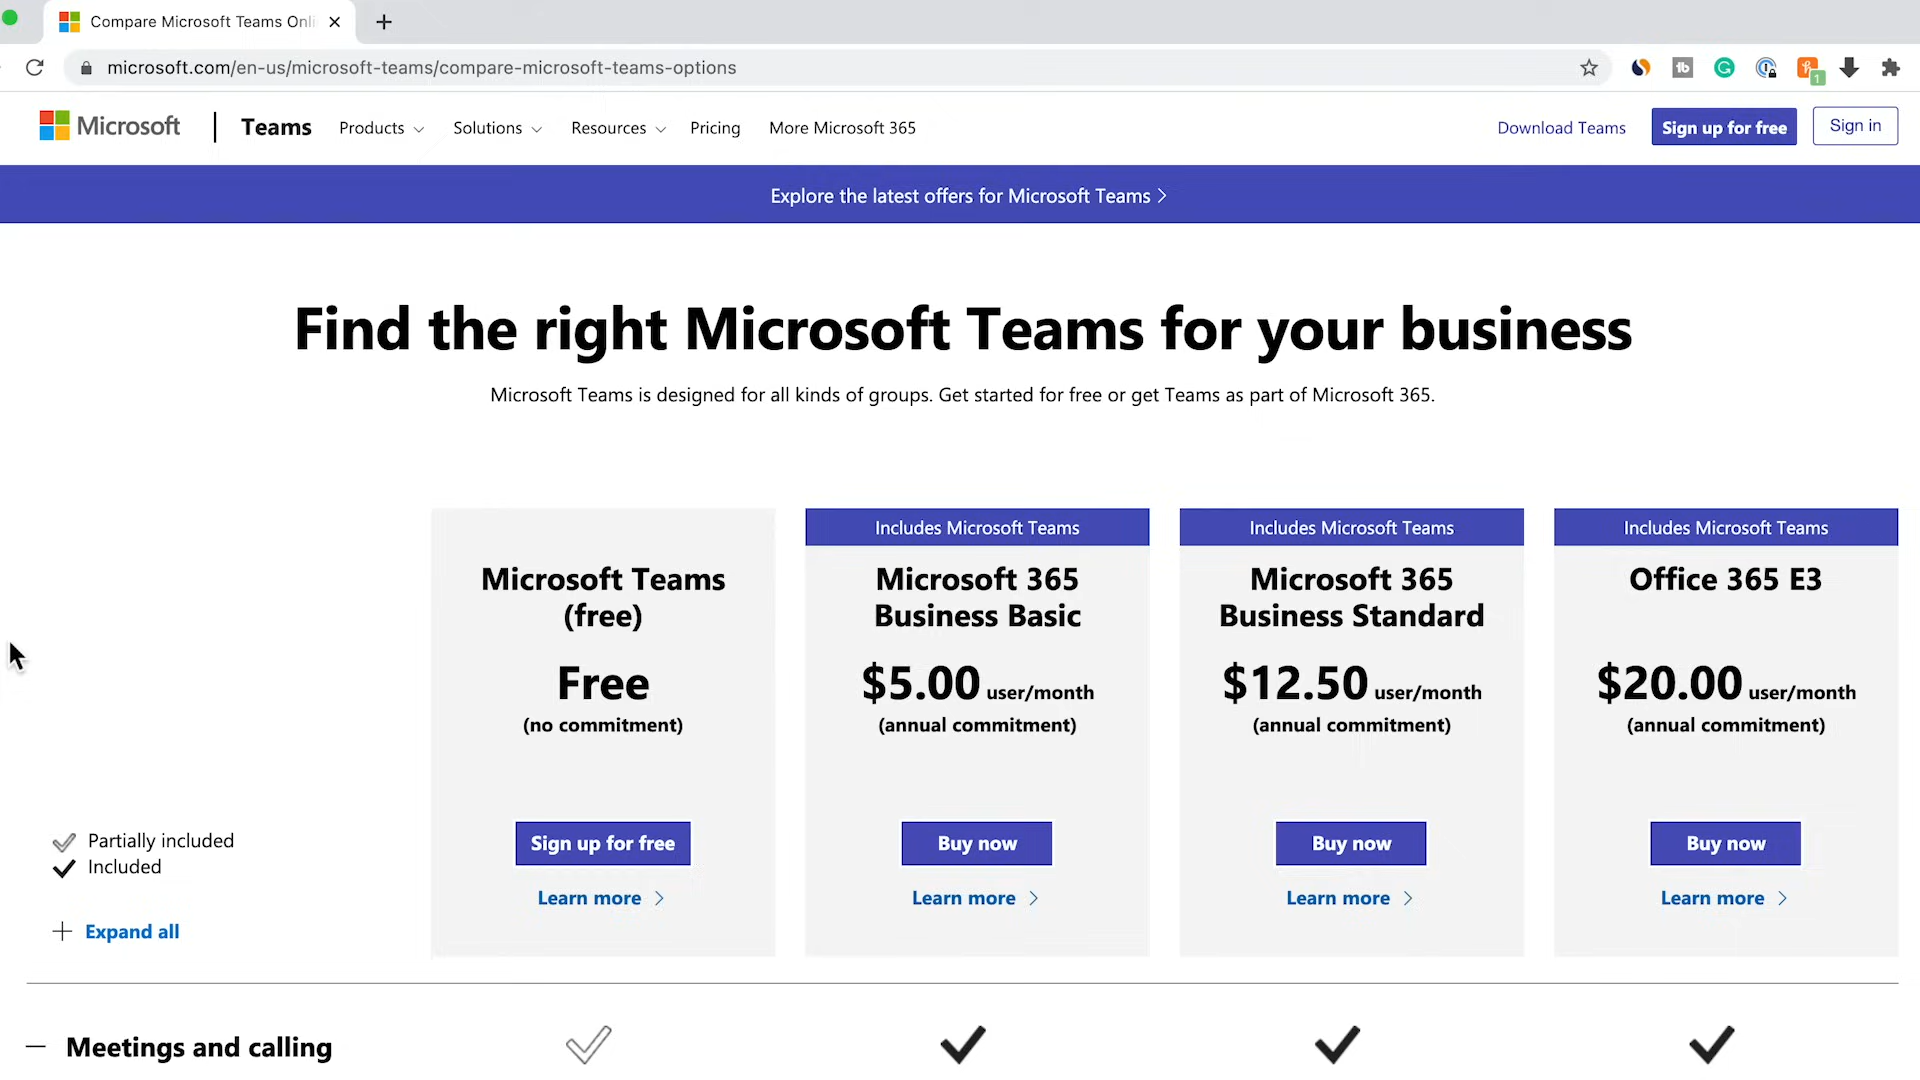 Compare Microsoft Teams Onli
microsoft.com/en-us/microsoft-teams/compare-microsoft-teams-options
1
Microsoft | Teams Products Solutions Resources Pricing More Microsoft 365 Download Teams Sign up for free Sign in
Explore the latest offers for Microsoft Teams >
Find the right Microsoft Teams for your business
Microsoft Teams is designed for all kinds of groups. Get started for free or get Teams as part of Microsoft 365.
Microsoft Teams
(free)
Free
(no commitment)
Sign up for free
Learn more >
Includes Microsoft Teams
Microsoft 365
Business Basic
$5.00 user/month
(annual commitment)
Buy now
Learn more >
Includes Microsoft Teams
Microsoft 365
Business Standard
$12.50 user/month
(annual commitment)
Buy now
Learn more >
Includes Microsoft Teams
Office 365 E3
$20.00 user/month
(annual commitment)
Buy now
Learn more >
Partially included
Included
+ Expand all
— Meetings and calling